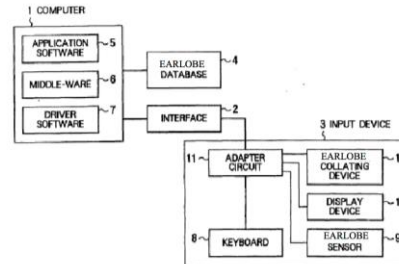 1 COMPUTER
APPLICATION
SOFTWARE
5
EARLOBE
DATABASE
4
MIDDLE-WARE
6
DRIVER
SOFTWARE
7
INTERFACE
2
3 INPUT DEVICE
11
ADAPTER
CIRCUIT
EARLOBE
COLLATING
DEVICE
DISPLAY
DEVICE
8
KEYBOARD
EARLOBE
SENSOR
9